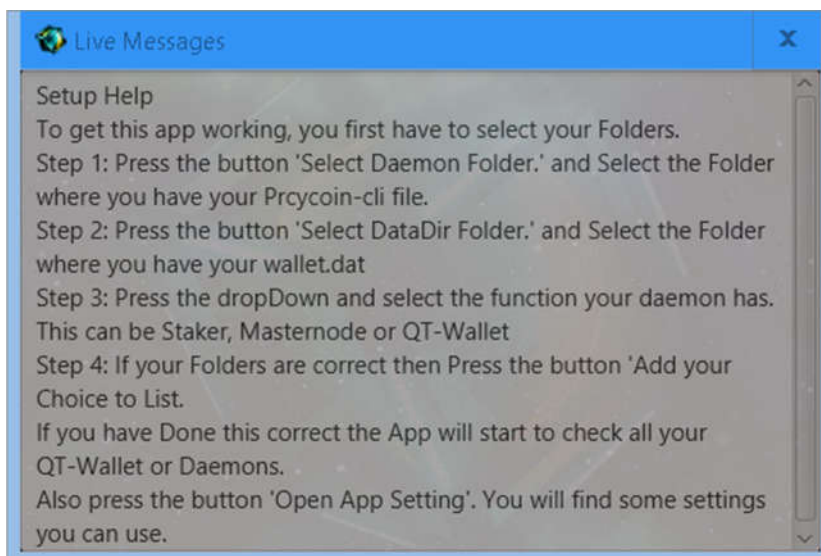 Live Messages
X
Setup Help
To get this app working, you first have to select your Folders.
Step 1: Press the button 'Select Daemon Folder.' and Select the Folder
where you have your Prcycoin-cli file.
Step 2: Press the button 'Select DataDir Folder.' and Select the Folder
where you have your wallet.dat
Step 3: Press the dropDown and select the function your daemon has.
This can be Staker, Masternode or QT-Wallet
Step 4: If your Folders are correct then Press the button 'Add your
Choice to List.
If you have Done this correct the App will start to check all your
QT-Wallet or Daemons.
Also press the button 'Open App Setting'. You will find some settings
you can use.